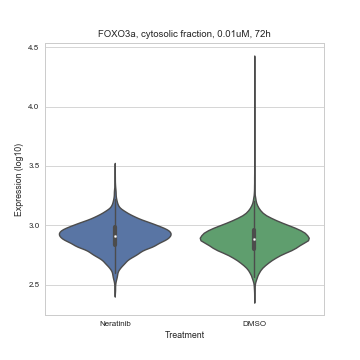 FOXO3a, cytosolic fraction, 0.01uM, 72h
4.5
4.0
3.5
3.0
2.5
Expression (log10)
Neratinib DMSO
Treatment